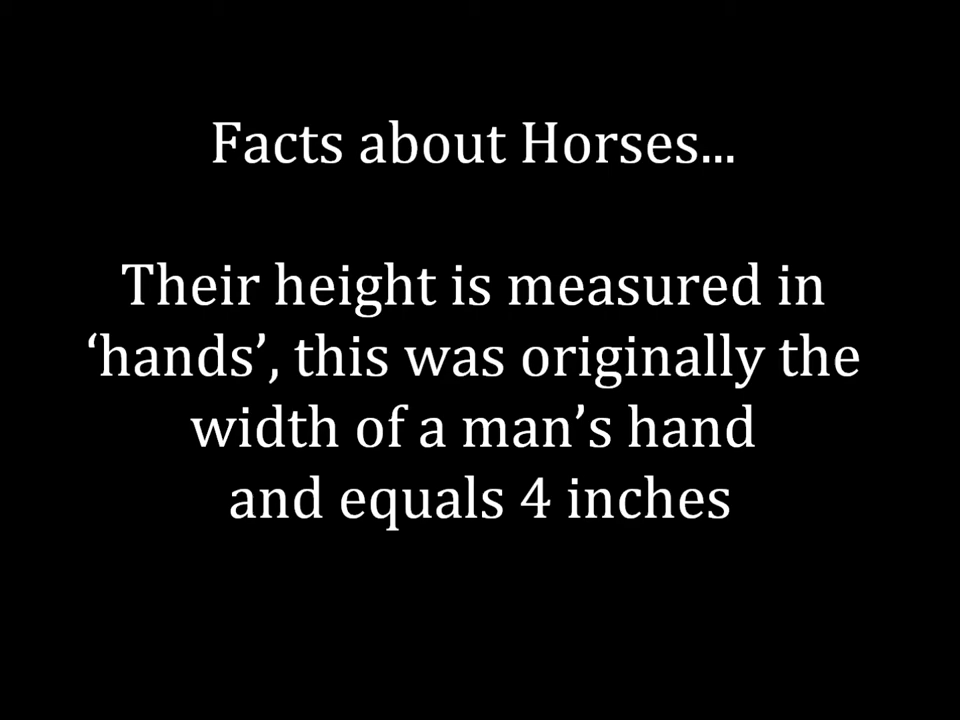 Facts about Horses...
Their height is measured in
‘hands’, this was originally the
width of a man’s hand
and equals 4 inches